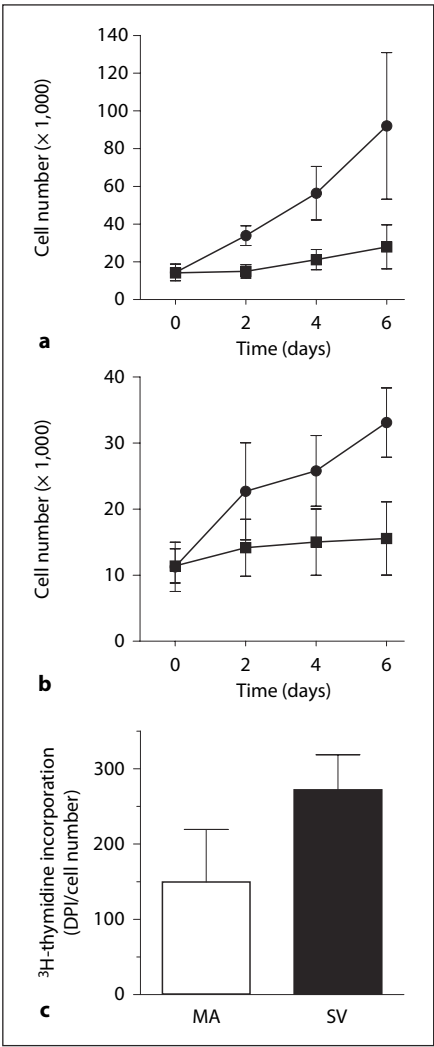 140
120
100
80
60
40
20
0
Cell number (× 1,000)
0 2 4 6
Time (days)
a
40
30
20
10
0
Cell number (× 1,000)
0 2 4 6
Time (days)
b
300
200
100
0
³H-thymidine incorporation
(DPI/cell number)
MA SV
c